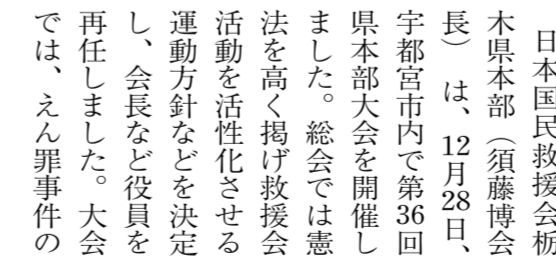 日本国民救援会栃
木県本部（須藤博会
長）は、12月28日、
宇都宮市内で第36回
県本部大会を開催し
ました。総会では憲
法を高く掲げ救援会
活動を活性化させる
運動方針などを決定
し、会長など役員を
再任しました。大会
では、えん罪事件の